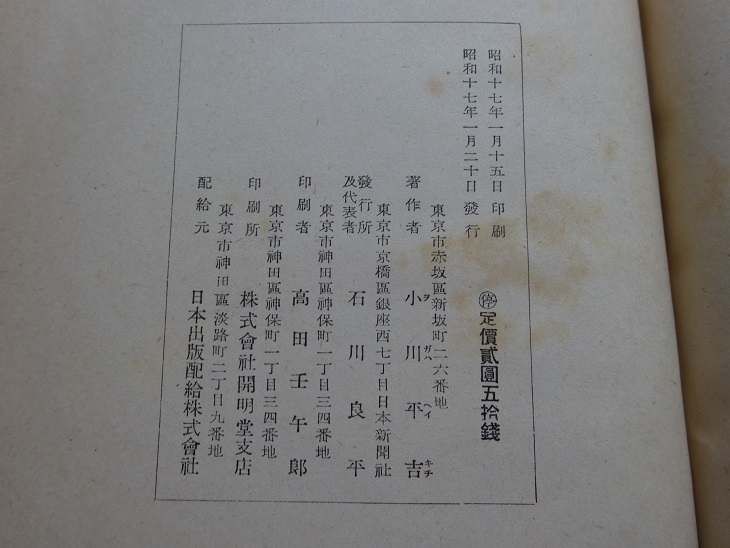 昭和十七年一月十五日 印刷
昭和十七年一月二十日 發行
㊡定價貳圓五拾錢
東京市赤坂區新坂町二六番地
著作者 小川平吉
ヲ ガハ ヘイ キチ
東京市京橋區銀座西七丁目日本新聞社
發行所
及代表者 石川良平
東京市神田區神保町一丁目三四番地
印刷者 高田壬午郎
東京市神田區神保町一丁目三四番地
印刷所 株式會社開明堂支店
東京市神田區淡路町二丁目九番地
配給元 日本出版配給株式會社